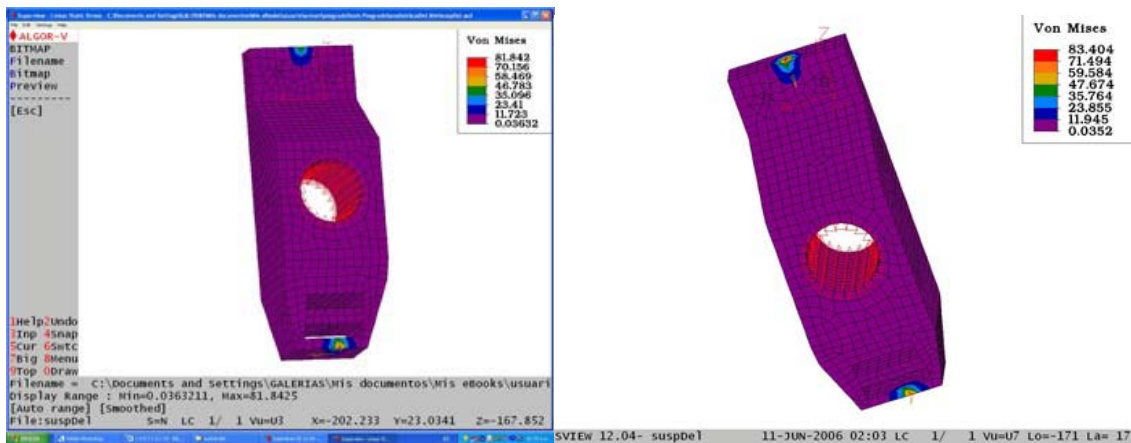 ALGOR-V
BITMAP
Filename
Bitmap
Preview
---------
[Esc]
Von Mises
81.842
70.156
58.469
46.783
35.096
23.41
11.723
0.03632
1Help 2Undo
3Inp 4Snap
5Cur 6Swtc
7Big 8Menu
9Top 0Draw
Filename = C:\Documents and Settings\GALERIAS\Mis documentos\Mis eBooks\usuari
Display Range : Min=0.0363211, Max=81.8425
[Auto range] [Smoothed]
File:suspDel S=N LC 1/ 1 Vu=U3 X=-202.233 Y=23.0341 Z=-167.852
Von Mises
83.404
71.494
59.584
47.674
35.764
23.855
11.945
0.0352
SVIEW 12.04- suspDel 11-JUN-2006 02:03 LC 1/ 1 Vu=U7 Lo=-171 La= 17